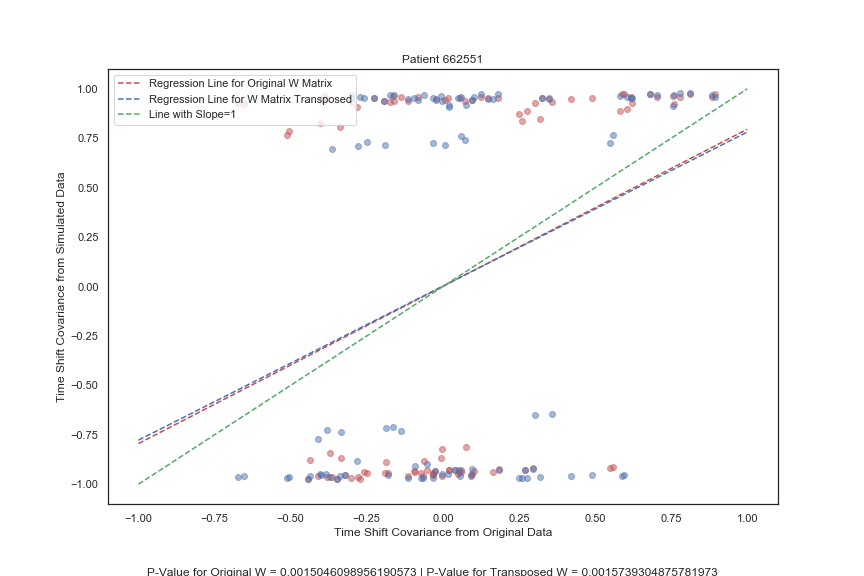 Patient 662551
Regression Line for Original W Matrix
Regression Line for W Matrix Transposed
Line with Slope=1
Time Shift Covariance from Simulated Data
1.00
0.75
0.50
0.25
0.00
−0.25
−0.50
−0.75
−1.00
−1.00 −0.75 −0.50 −0.25 0.00 0.25 0.50 0.75 1.00
Time Shift Covariance from Original Data
P-Value for Original W = 0.0015046098956190573 | P-Value for Transposed W = 0.0015739304875781973